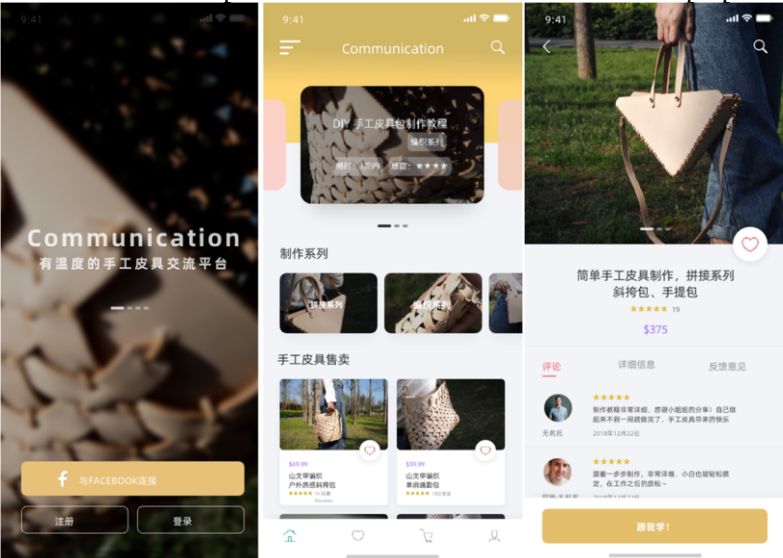 9:41
Communication
有温度的手工皮具交流平台
f 与FACEBOOK连接
注册
登录
9:41
Communication
DIY 手工皮具包制作教程
编织系列
制作系列
拼接系列
编织系列
手工皮具售卖
$69.99
山文甲编织
户外质感斜挎包
$59.99
山文甲编织
单肩通勤包
9:41
简单手工皮具制作，拼接系列
斜挎包、手提包
19
$375
评论
详细信息
反馈意见
制作教程非常详细，感谢小姐姐的分享！自己做
起来不到一周就做完了，手工皮具带来的快乐
无名氏
2019年12月22日
跟着一步步制作，非常详细，小白也能轻松搞
定，在工作之后的放松～
跟我学！